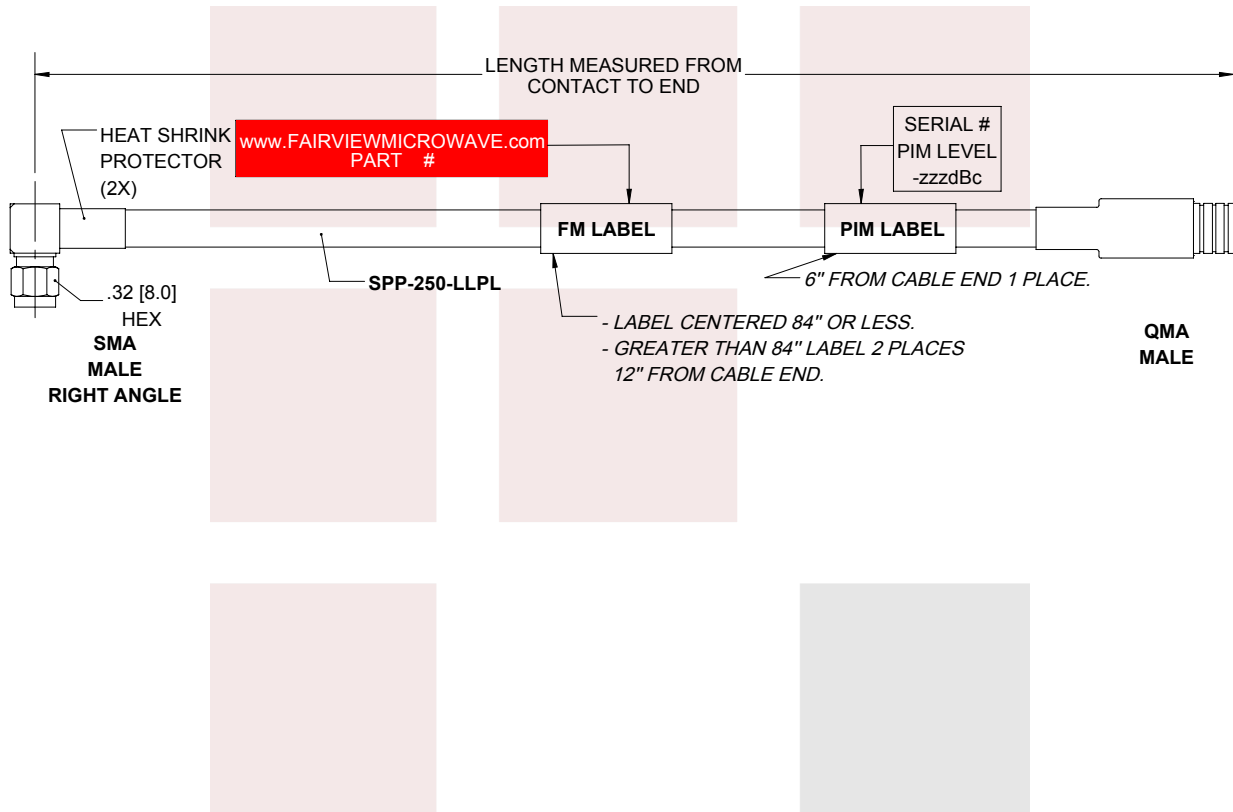 LENGTH MEASURED FROM
CONTACT TO END
HEAT SHRINK
PROTECTOR
(2X)
www.FAIRVIEWMICROWAVE.com
PART #
SERIAL #
PIM LEVEL
-zzzdBc
FM LABEL
PIM LABEL
SPP-250-LLPL
6" FROM CABLE END 1 PLACE.
.32 [8.0]
HEX
SMA
MALE
RIGHT ANGLE
- LABEL CENTERED 84" OR LESS.
- GREATER THAN 84" LABEL 2 PLACES
12" FROM CABLE END.
QMA
MALE